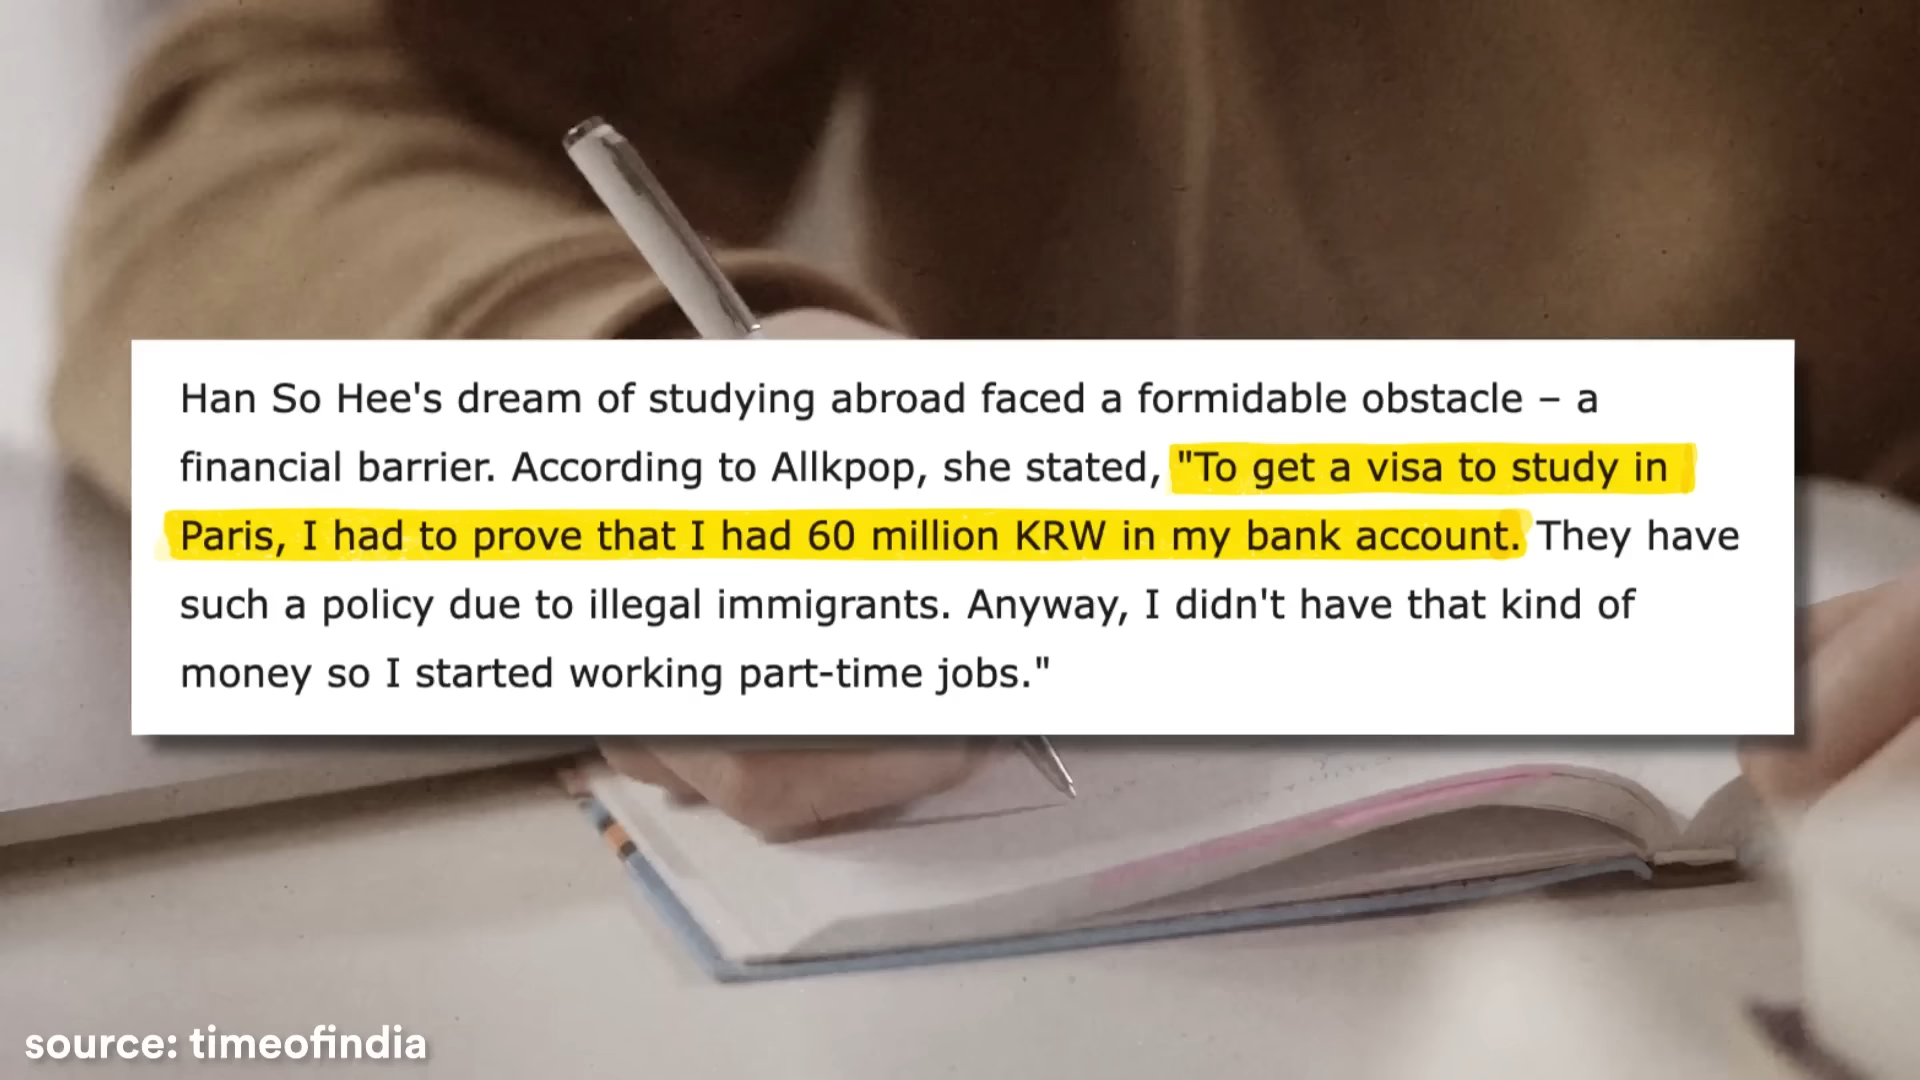 Han So Hee's dream of studying abroad faced a formidable obstacle – a
financial barrier. According to Allkpop, she stated, "To get a visa to study in
Paris, I had to prove that I had 60 million KRW in my bank account. They have
such a policy due to illegal immigrants. Anyway, I didn't have that kind of
money so I started working part-time jobs."
source: timeofindia